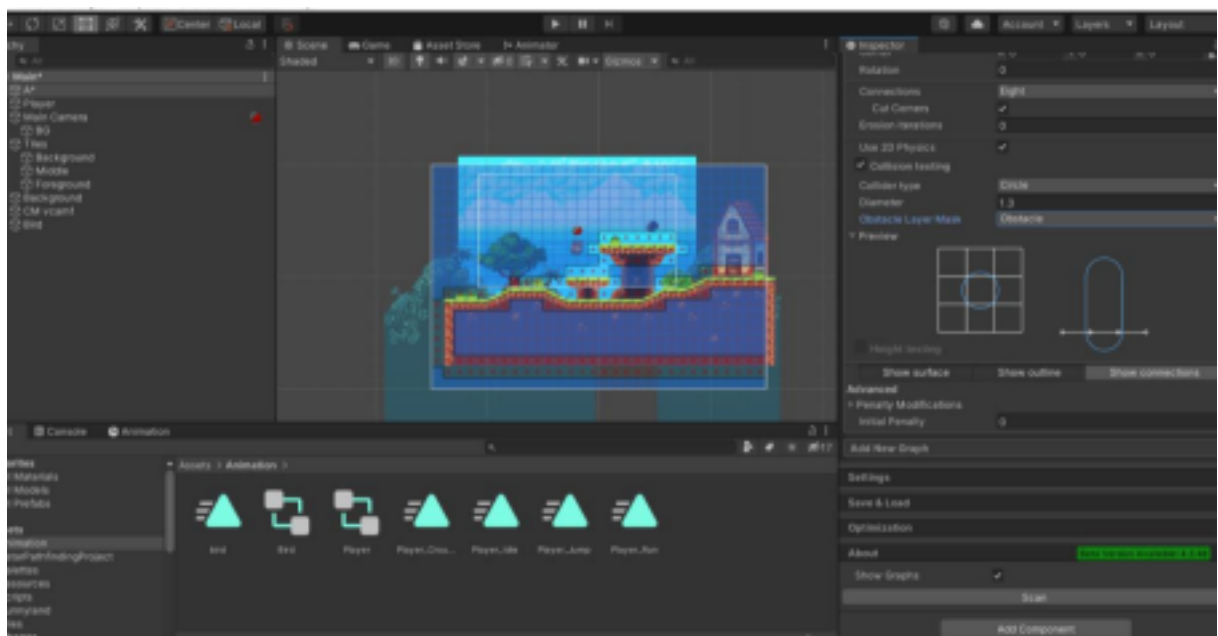 Center Local
Account Layers Layout
Scene Game Asset Store Animator
Inspector
Shaded Gizmos
All
Main*
A*
Player
Main Camera
BG
Tiles
Background
Middle
Foreground
Background
CM vcam1
Bird
Rotation 0
Connections Eight
Cut Corners
Erosion iterations 0
Use 2D Physics
Collision testing
Collider type Circle
Diameter 1.3
Obstacle Layer Mask Obstacle
Preview
Height testing
Show surface Show outline Show connections
Advanced
Penalty Modifications
Initial Penalty 0
Add New Graph
Settings
Save & Load
Optimization
About
Show Graphs
Scan
Add Component
Console Animation
17
Assets > Animation >
Materials
Models
Prefabs
bird Bird Player Player_Crou... Player_Idle Player_Jump Player_Run